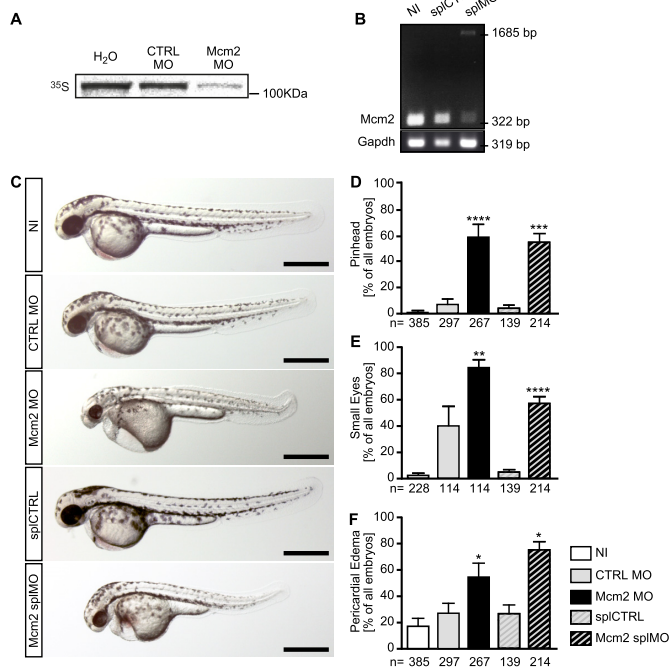 A
H2O
CTRL MO
Mcm2 MO
35S
100KDa
B
NI
1685 bp
Mcm2
322 bp
Gapdh
319 bp
C
NI
CTRL MO
Mcm2 MO
splCTRL
Mcm2 splMO
D
Pinhead
[% of all embryos]
100
80
60
40
20
0
****
***
n= 385 297 267 139 214
E
Small Eyes
[% of all embryos]
100
80
60
40
20
0
**
****
n= 228 114 114 139 214
F
Pericardial Edema
[% of all embryos]
100
80
60
40
20
0
*
*
n= 385 297 267 139 214
NI
CTRL MO
Mcm2 MO
splCTRL
Mcm2 splMO